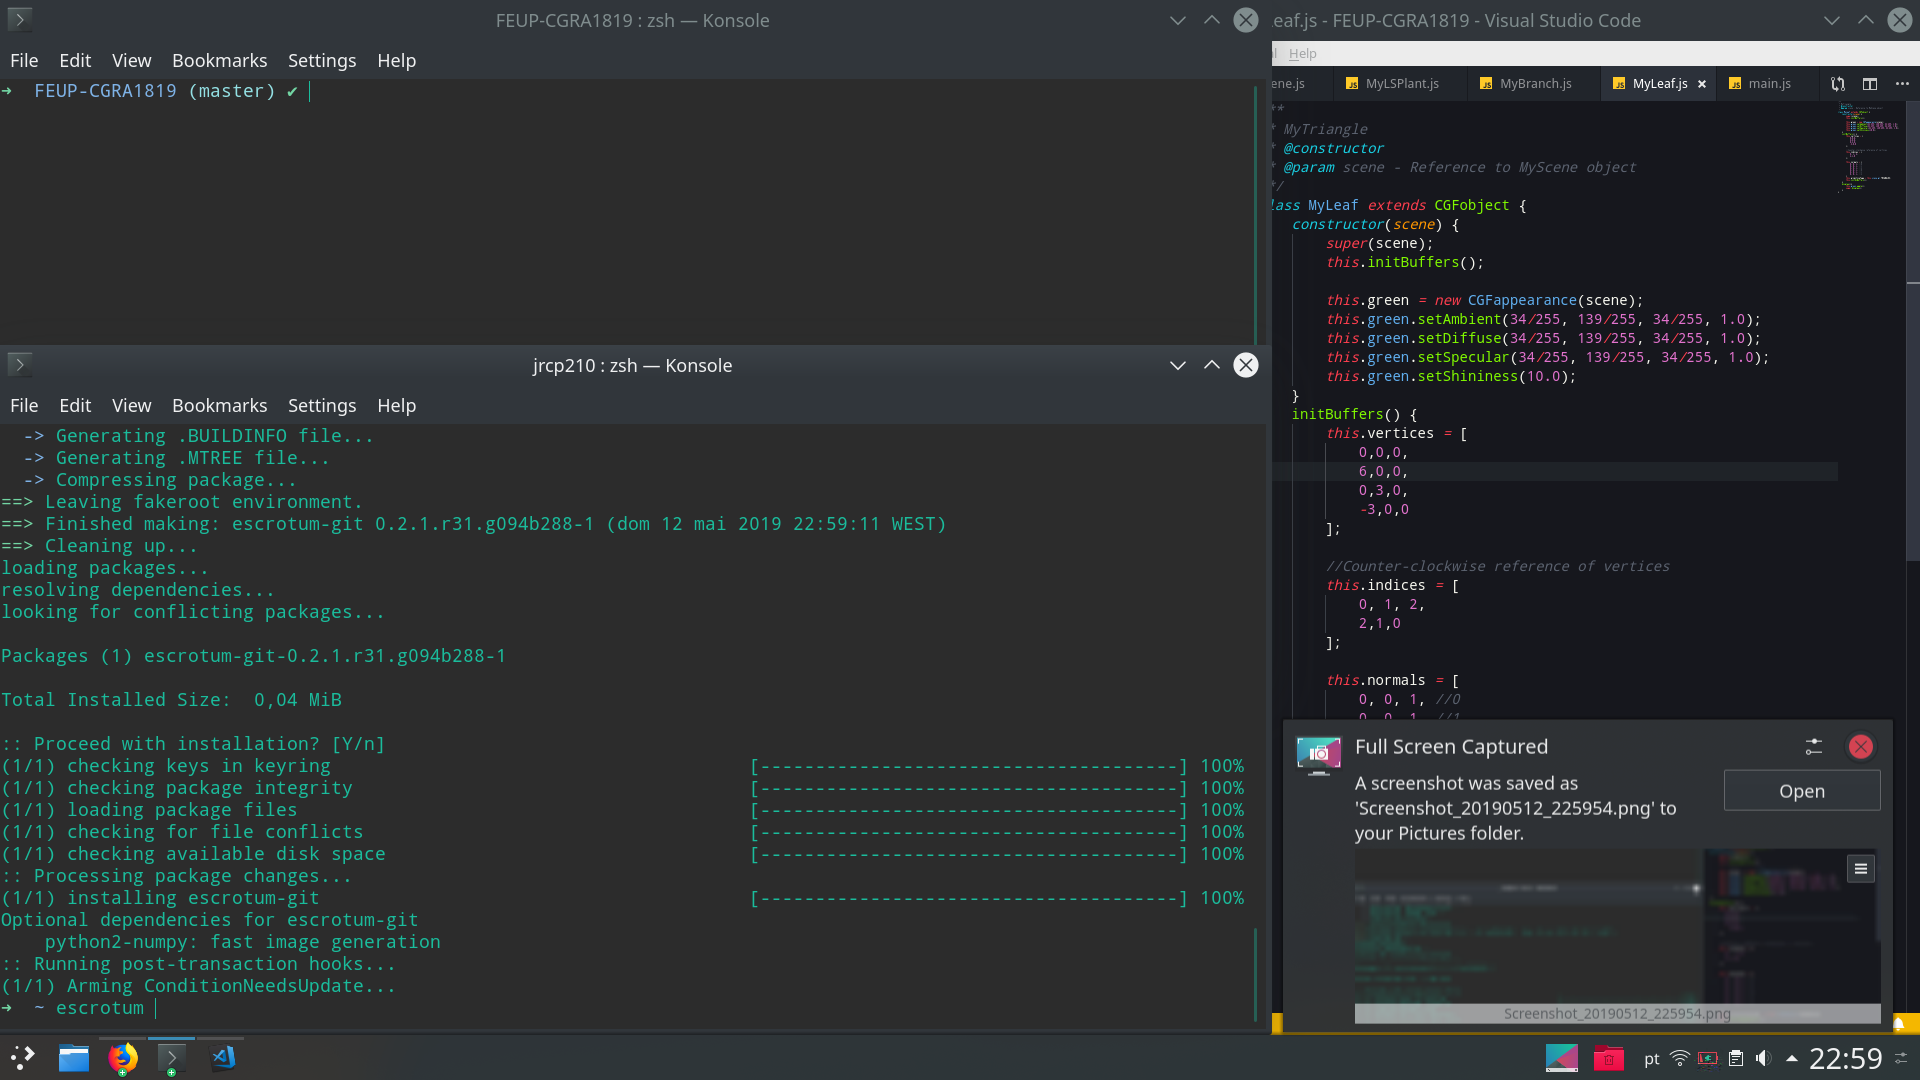 FEUP-CGRA1819 : zsh — Konsole
File Edit View Bookmarks Settings Help
➜ FEUP-CGRA1819 (master) ✔
jrcp210 : zsh — Konsole
File Edit View Bookmarks Settings Help
-> Generating .BUILDINFO file...
-> Generating .MTREE file...
-> Compressing package...
==> Leaving fakeroot environment.
==> Finished making: escrotum-git 0.2.1.r31.g094b288-1 (dom 12 mai 2019 22:59:11 WEST)
==> Cleaning up...
loading packages...
resolving dependencies...
looking for conflicting packages...
Packages (1) escrotum-git-0.2.1.r31.g094b288-1
Total Installed Size:  0,04 MiB
:: Proceed with installation? [Y/n]
(1/1) checking keys in keyring [--------------------------------------] 100%
(1/1) checking package integrity [--------------------------------------] 100%
(1/1) loading package files [--------------------------------------] 100%
(1/1) checking for file conflicts [--------------------------------------] 100%
(1/1) checking available disk space [--------------------------------------] 100%
:: Processing package changes...
(1/1) installing escrotum-git [--------------------------------------] 100%
Optional dependencies for escrotum-git
python2-numpy: fast image generation
:: Running post-transaction hooks...
(1/1) Arming ConditionNeedsUpdate...
➜ ~ escrotum
eaf.js - FEUP-CGRA1819 - Visual Studio Code
Help
ene.js MyLSPlant.js MyBranch.js MyLeaf.js × main.js
**
* MyTriangle
* @constructor
* @param scene - Reference to MyScene object
*/
lass MyLeaf extends CGFobject {
constructor(scene) {
super(scene);
this.initBuffers();
this.green = new CGFappearance(scene);
this.green.setAmbient(34/255, 139/255, 34/255, 1.0);
this.green.setDiffuse(34/255, 139/255, 34/255, 1.0);
this.green.setSpecular(34/255, 139/255, 34/255, 1.0);
this.green.setShininess(10.0);
}
initBuffers() {
this.vertices = [
0,0,0,
6,0,0,
0,3,0,
-3,0,0
];
//Counter-clockwise reference of vertices
this.indices = [
0, 1, 2,
2,1,0
];
this.normals = [
0, 0, 1, //0
0, 0, 1, //1
Full Screen Captured
A screenshot was saved as
'Screenshot_20190512_225954.png' to
your Pictures folder.
Open
Screenshot_20190512_225954.png
pt
22:59